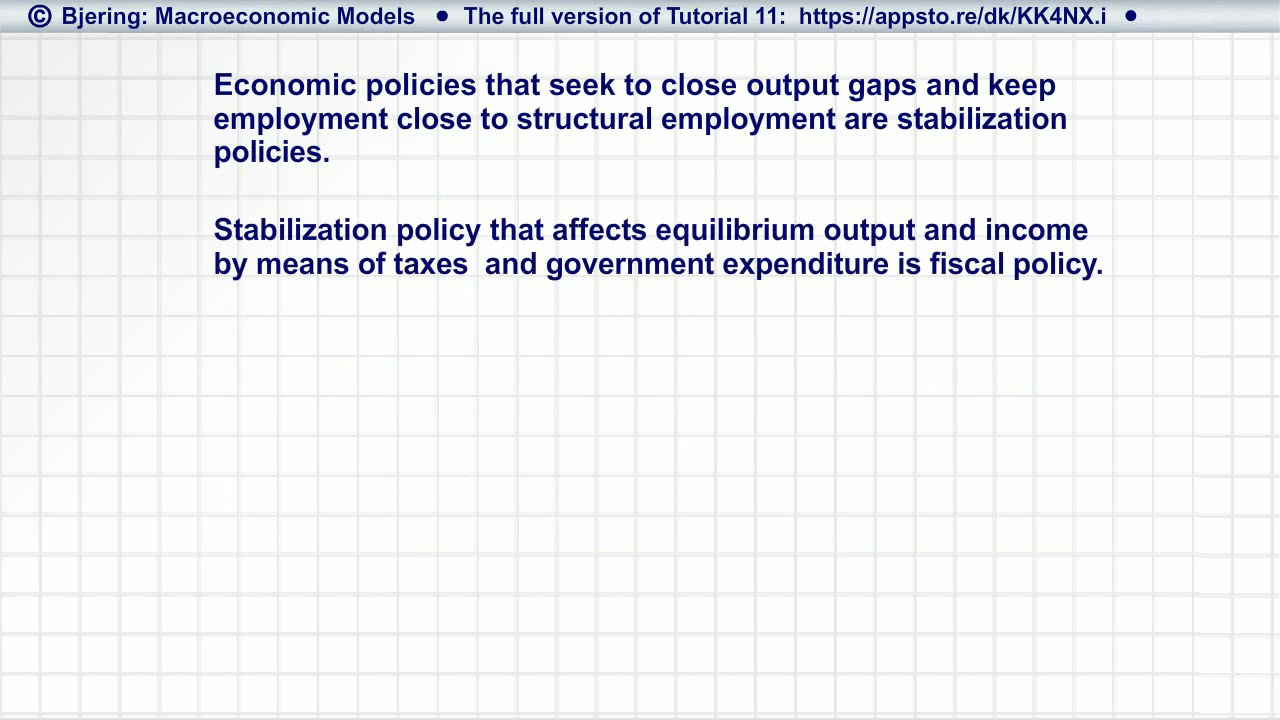 © Bjering: Macroeconomic Models • The full version of Tutorial 11: https://appsto.re/dk/KK4NX.i •
Economic policies that seek to close output gaps and keep
employment close to structural employment are stabilization
policies.
Stabilization policy that affects equilibrium output and income
by means of taxes  and government expenditure is fiscal policy.